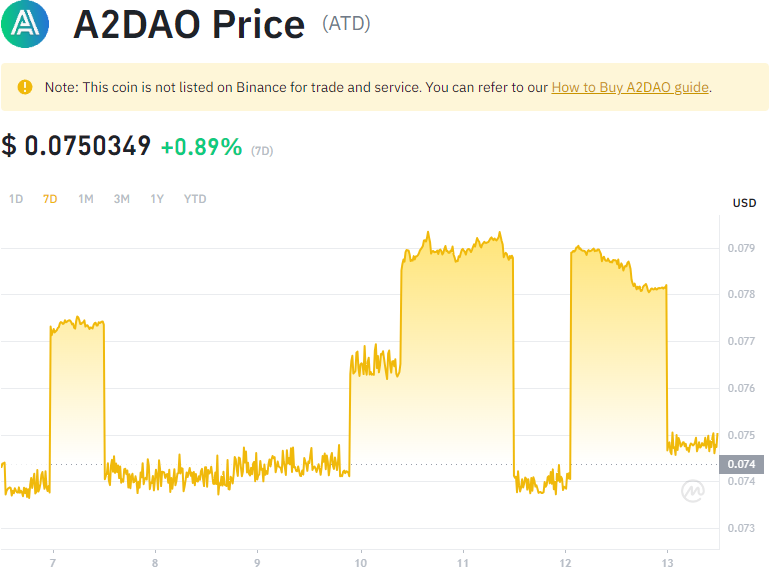 A2DAO Price (ATD)
Note: This coin is not listed on Binance for trade and service. You can refer to our How to Buy A2DAO guide.
$ 0.0750349 +0.89% (7D)
1D 7D 1M 3M 1Y YTD
USD
0.079
0.078
0.077
0.076
0.075
0.074
0.074
0.073
7 8 9 10 11 12 13